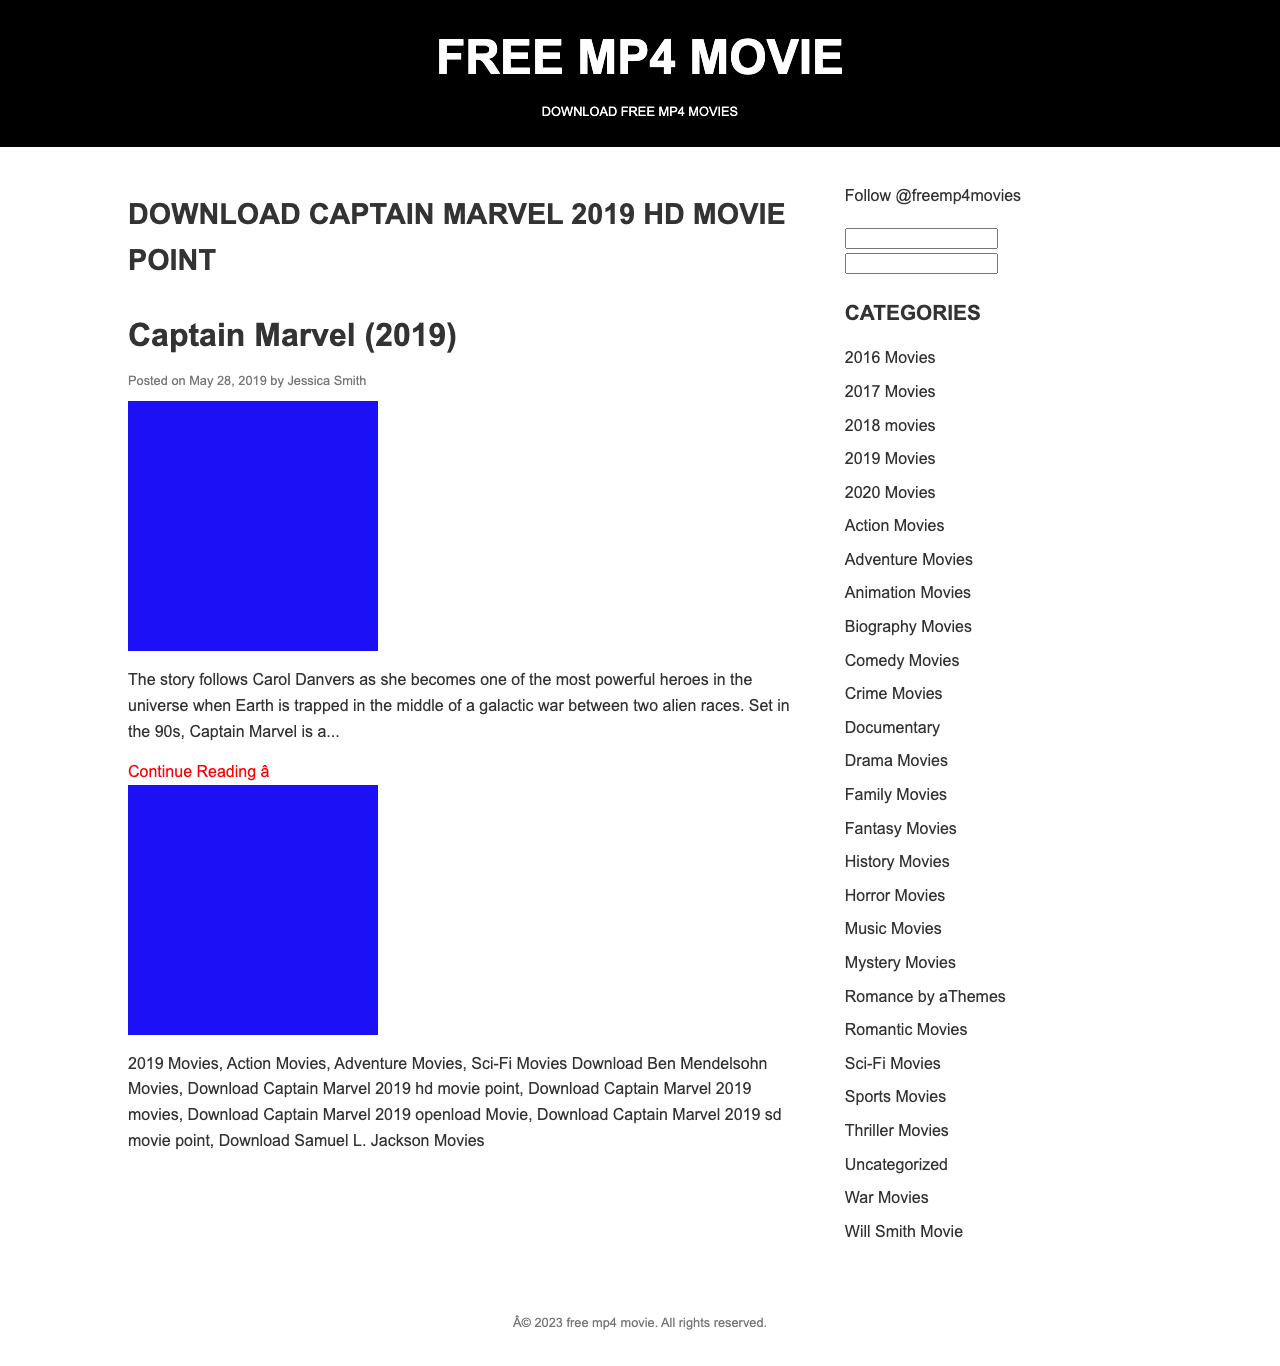 FREE MP4 MOVIE
DOWNLOAD FREE MP4 MOVIES
DOWNLOAD CAPTAIN MARVEL 2019 HD MOVIE
POINT
Captain Marvel (2019)
Posted on May 28, 2019 by Jessica Smith
The story follows Carol Danvers as she becomes one of the most powerful heroes in the
universe when Earth is trapped in the middle of a galactic war between two alien races. Set in
the 90s, Captain Marvel is a...
Continue Reading â
2019 Movies, Action Movies, Adventure Movies, Sci-Fi Movies Download Ben Mendelsohn
Movies, Download Captain Marvel 2019 hd movie point, Download Captain Marvel 2019
movies, Download Captain Marvel 2019 openload Movie, Download Captain Marvel 2019 sd
movie point, Download Samuel L. Jackson Movies
Follow @freemp4movies
CATEGORIES
2016 Movies
2017 Movies
2018 movies
2019 Movies
2020 Movies
Action Movies
Adventure Movies
Animation Movies
Biography Movies
Comedy Movies
Crime Movies
Documentary
Drama Movies
Family Movies
Fantasy Movies
History Movies
Horror Movies
Music Movies
Mystery Movies
Romance by aThemes
Romantic Movies
Sci-Fi Movies
Sports Movies
Thriller Movies
Uncategorized
War Movies
Will Smith Movie
Â© 2023 free mp4 movie. All rights reserved.